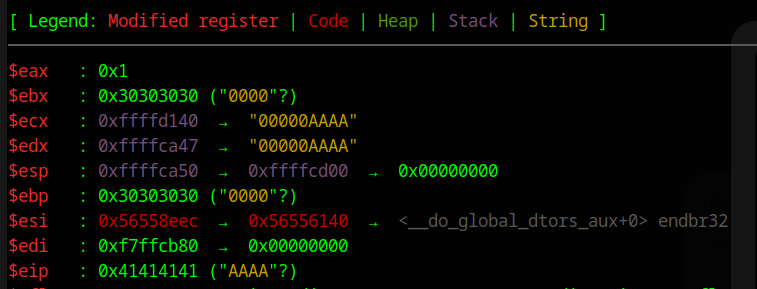 [ Legend: Modified register | Code | Heap | Stack | String ]
$eax : 0x1
$ebx : 0x30303030 ("0000"?)
$ecx : 0xffffd140 → "00000AAAA"
$edx : 0xffffca47 → "00000AAAA"
$esp : 0xffffca50 → 0xffffcd00 → 0x00000000
$ebp : 0x30303030 ("0000"?)
$esi : 0x56558eec → 0x56556140 → <__do_global_dtors_aux+0> endbr32
$edi : 0xf7ffcb80 → 0x00000000
$eip : 0x41414141 ("AAAA"?)